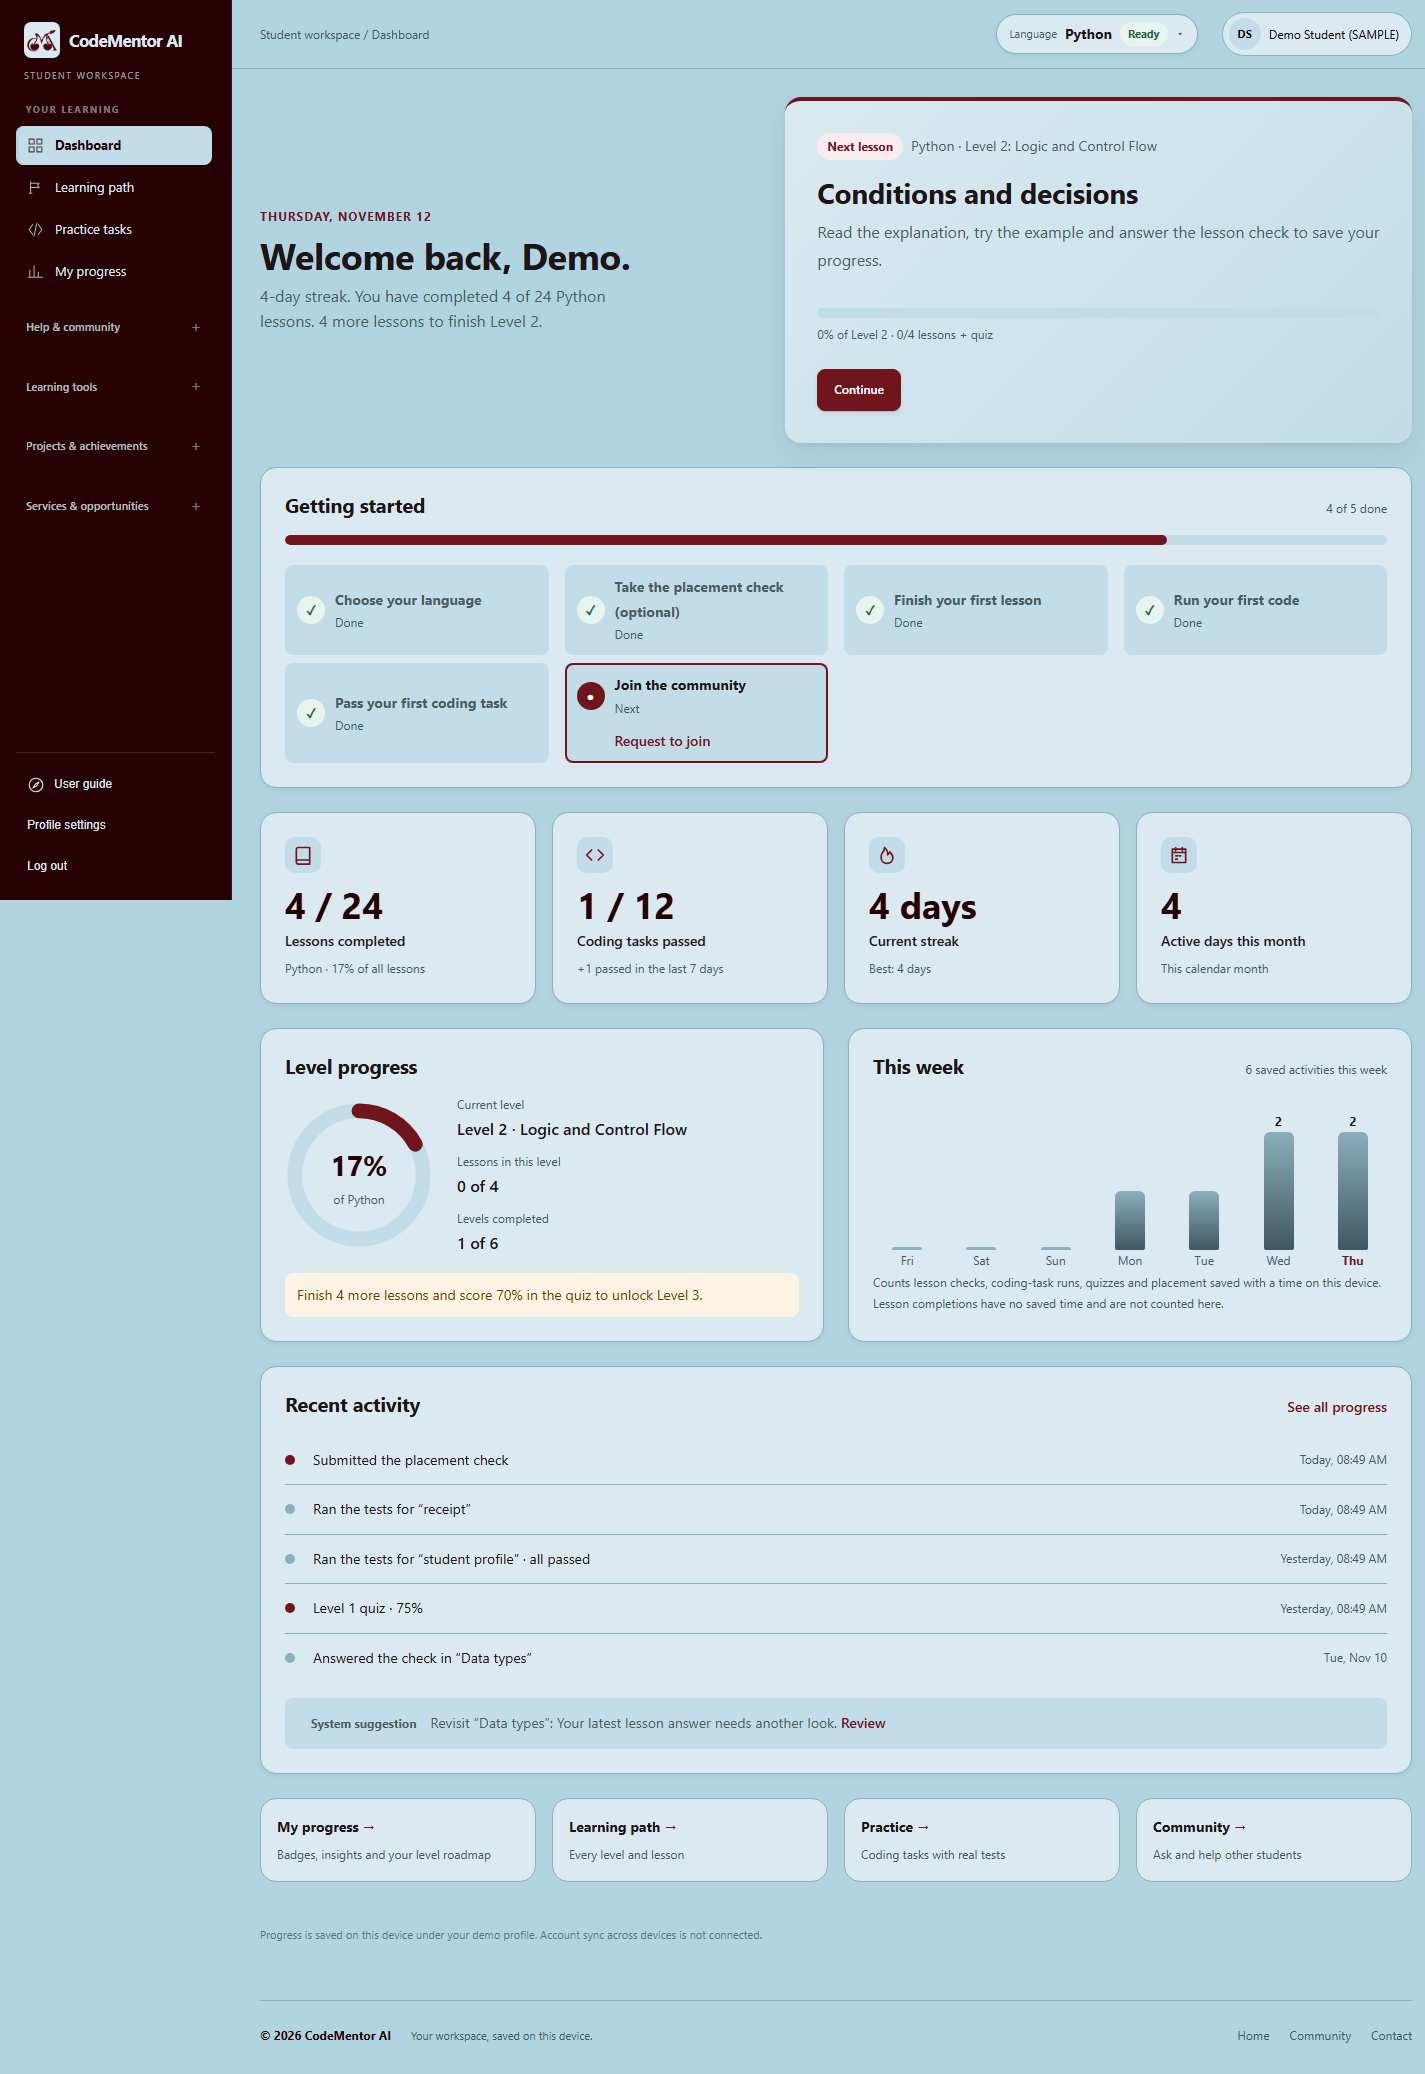 CodeMentor AI
STUDENT WORKSPACE
YOUR LEARNING
Dashboard
Learning path
Practice tasks
My progress
Help & community +
Learning tools +
Projects & achievements +
Services & opportunities +
User guide
Profile settings
Log out
Student workspace / Dashboard
Language Python Ready
DS Demo Student (SAMPLE)
THURSDAY, NOVEMBER 12
Welcome back, Demo.
4-day streak. You have completed 4 of 24 Python
lessons. 4 more lessons to finish Level 2.
Next lesson Python · Level 2: Logic and Control Flow
Conditions and decisions
Read the explanation, try the example and answer the lesson check to save your
progress.
0% of Level 2 · 0/4 lessons + quiz
Continue
Getting started
4 of 5 done
✓ Choose your language
Done
✓ Take the placement check
(optional)
Done
✓ Finish your first lesson
Done
✓ Run your first code
Done
✓ Pass your first coding task
Done
Join the community
Next
Request to join
4 / 24
Lessons completed
Python · 17% of all lessons
1 / 12
Coding tasks passed
+1 passed in the last 7 days
4 days
Current streak
Best: 4 days
4
Active days this month
This calendar month
Level progress
17%
of Python
Current level
Level 2 · Logic and Control Flow
Lessons in this level
0 of 4
Levels completed
1 of 6
Finish 4 more lessons and score 70% in the quiz to unlock Level 3.
This week
6 saved activities this week
2 2
Fri Sat Sun Mon Tue Wed Thu
Counts lesson checks, coding-task runs, quizzes and placement saved with a time on this device.
Lesson completions have no saved time and are not counted here.
Recent activity
See all progress
Submitted the placement check Today, 08:49 AM
Ran the tests for “receipt” Today, 08:49 AM
Ran the tests for “student profile” · all passed Yesterday, 08:49 AM
Level 1 quiz · 75% Yesterday, 08:49 AM
Answered the check in “Data types” Tue, Nov 10
System suggestion Revisit “Data types”: Your latest lesson answer needs another look. Review
My progress →
Badges, insights and your level roadmap
Learning path →
Every level and lesson
Practice →
Coding tasks with real tests
Community →
Ask and help other students
Progress is saved on this device under your demo profile. Account sync across devices is not connected.
© 2026 CodeMentor AI Your workspace, saved on this device.
Home Community Contact